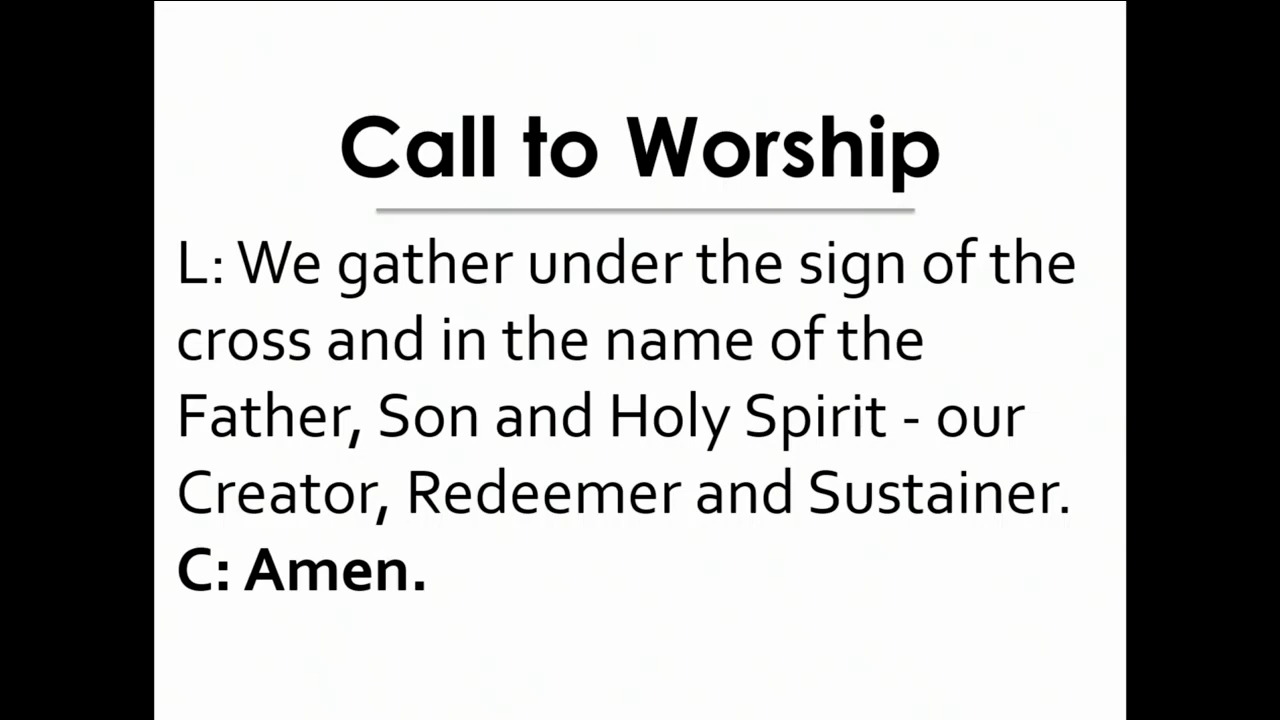 Call to Worship
L: We gather under the sign of the
cross and in the name of the
Father, Son and Holy Spirit - our
Creator, Redeemer and Sustainer.
C: Amen.